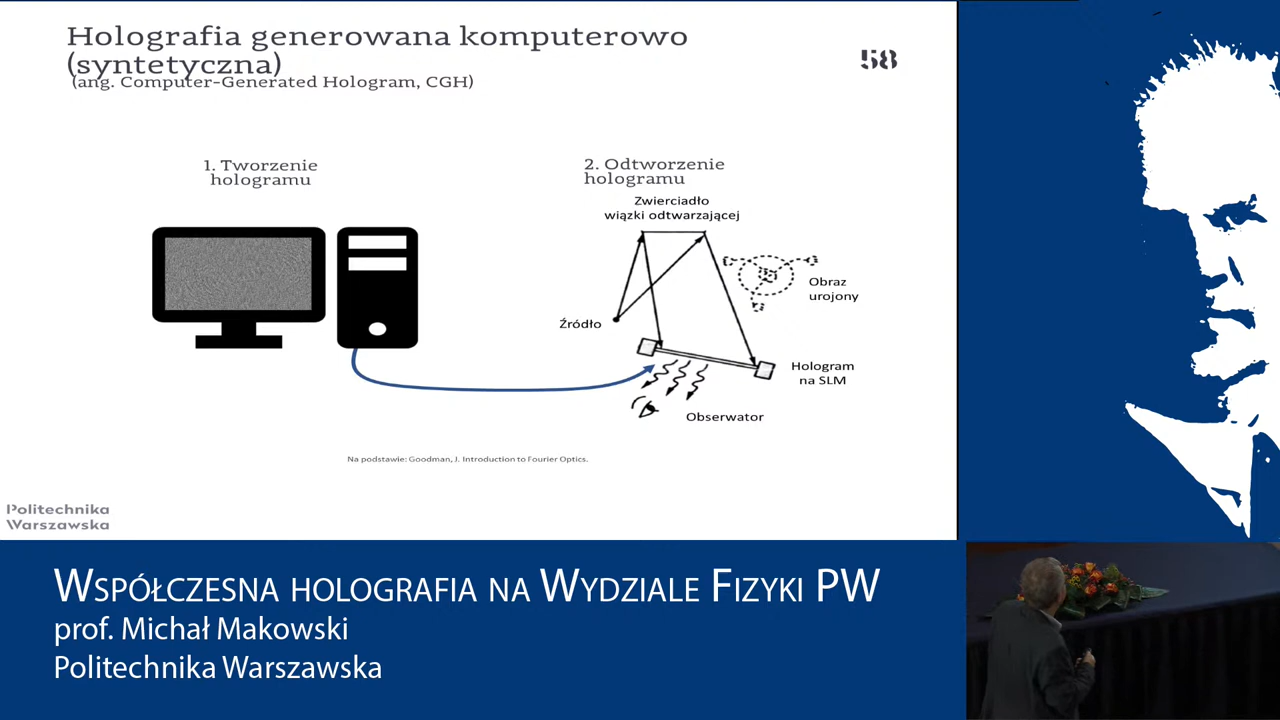 Holografia generowana komputerowo
(syntetyczna)
(ang. Computer-Generated Hologram, CGH)
58
1. Tworzenie
hologramu
2. Odtworzenie
hologramu
Zwierciadło
wiązki odtwarzającej
Obraz
urojony
Źródło
Hologram
na SLM
Obserwator
Na podstawie: Goodman, J. Introduction to Fourier Optics.
Politechnika
Warszawska
Współczesna holografia na Wydziale Fizyki PW
prof. Michał Makowski
Politechnika Warszawska